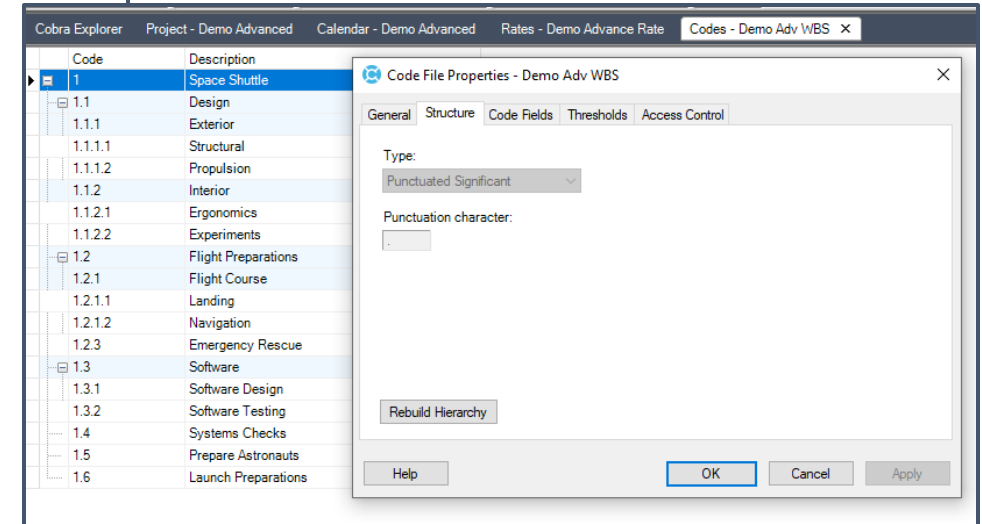 Cobra Explorer Project - Demo Advanced Calendar - Demo Advanced Rates - Demo Advance Rate Codes - Demo Adv WBS X
Code Description
1 Space Shuttle
1.1 Design
1.1.1 Exterior
1.1.1.1 Structural
1.1.1.2 Propulsion
1.1.2 Interior
1.1.2.1 Ergonomics
1.1.2.2 Experiments
1.2 Flight Preparations
1.2.1 Flight Course
1.2.1.1 Landing
1.2.1.2 Navigation
1.2.3 Emergency Rescue
1.3 Software
1.3.1 Software Design
1.3.2 Software Testing
1.4 Systems Checks
1.5 Prepare Astronauts
1.6 Launch Preparations
Code File Properties - Demo Adv WBS
General Structure Code Fields Thresholds Access Control
Type:
Punctuated Significant
Punctuation character:
.
Rebuild Hierarchy
Help OK Cancel Apply